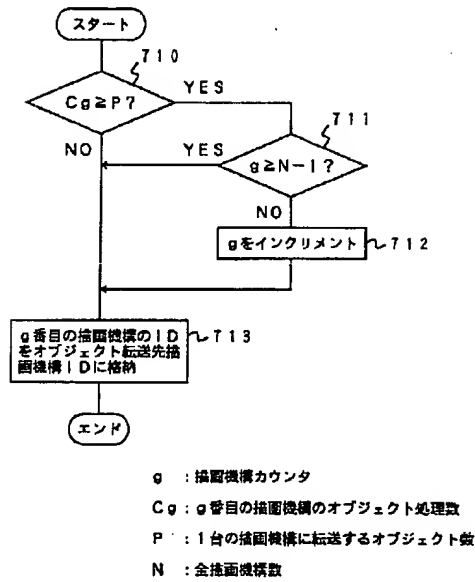 スタート
710
Cg≧P?
YES
NO
711
YES
g≧N-1?
NO
gをインクリメント
712
g番目の描画機構のID
をオブジェクト転送先描
画機構IDに格納
713
エンド
g :描画機構カウンタ
Cg:g番目の描画機構のオブジェクト処理数
P :1台の描画機構に転送するオブジェクト数
N :全描画機構数